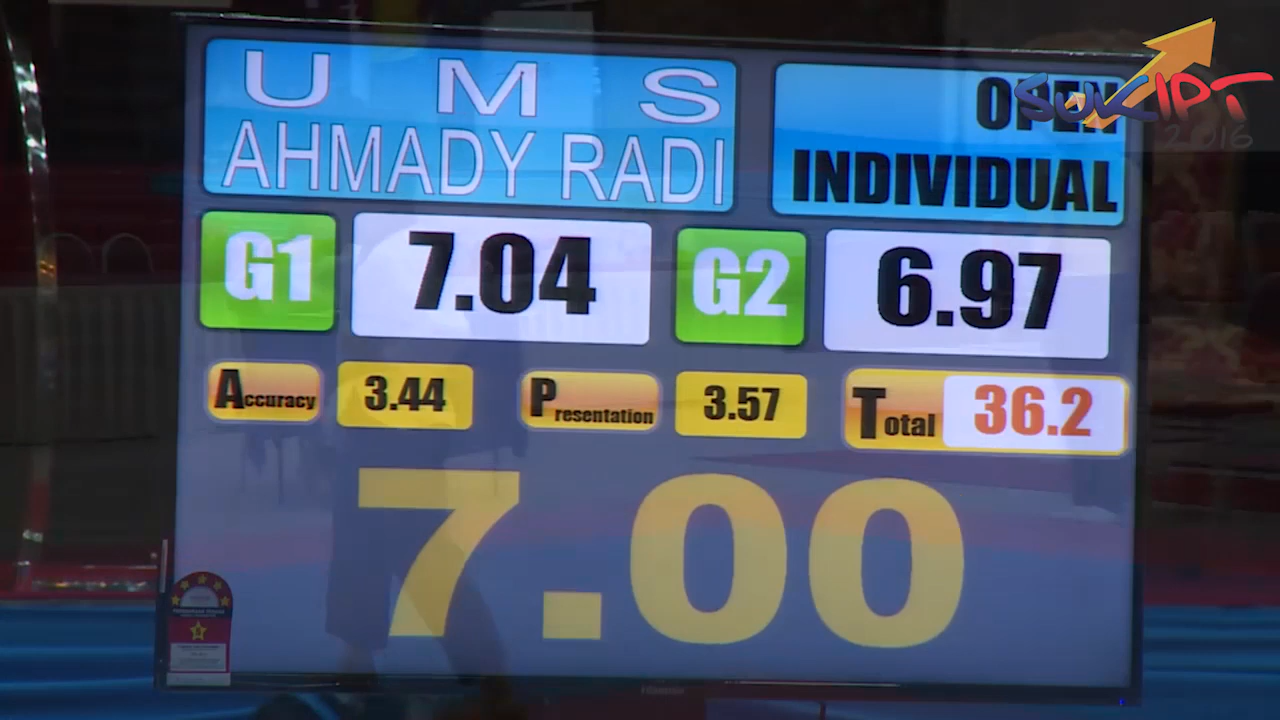 U M S
AHMADY RADI
OPEN
INDIVIDUAL
SUKIPT
2016
G1
7.04
G2
6.97
Accuracy
3.44
Presentation
3.57
Total
36.2
7.00
Hisense